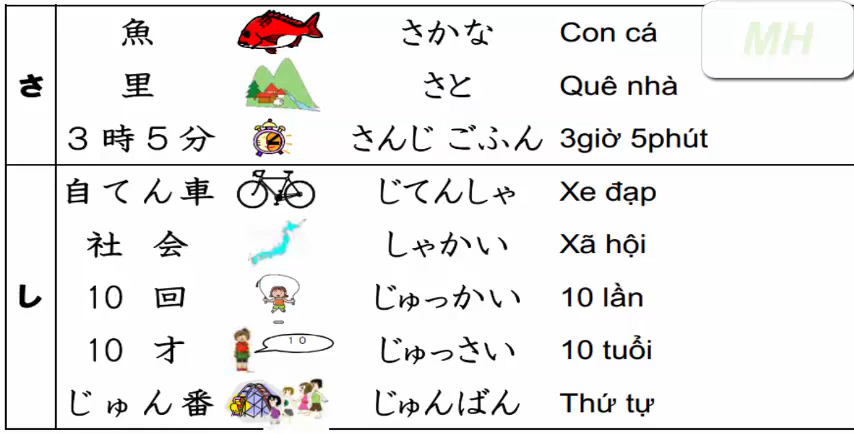 MH
さ
魚 さかな Con cá
里 さと Quê nhà
3時5分 さんじ ごふん 3giờ 5phút
し
自てん車 じてんしゃ Xe đạp
社 会 しゃかい Xã hội
10 回 じゅっかい 10 lần
10 才 10 じゅっさい 10 tuổi
じゅん番 じゅんばん Thứ tự